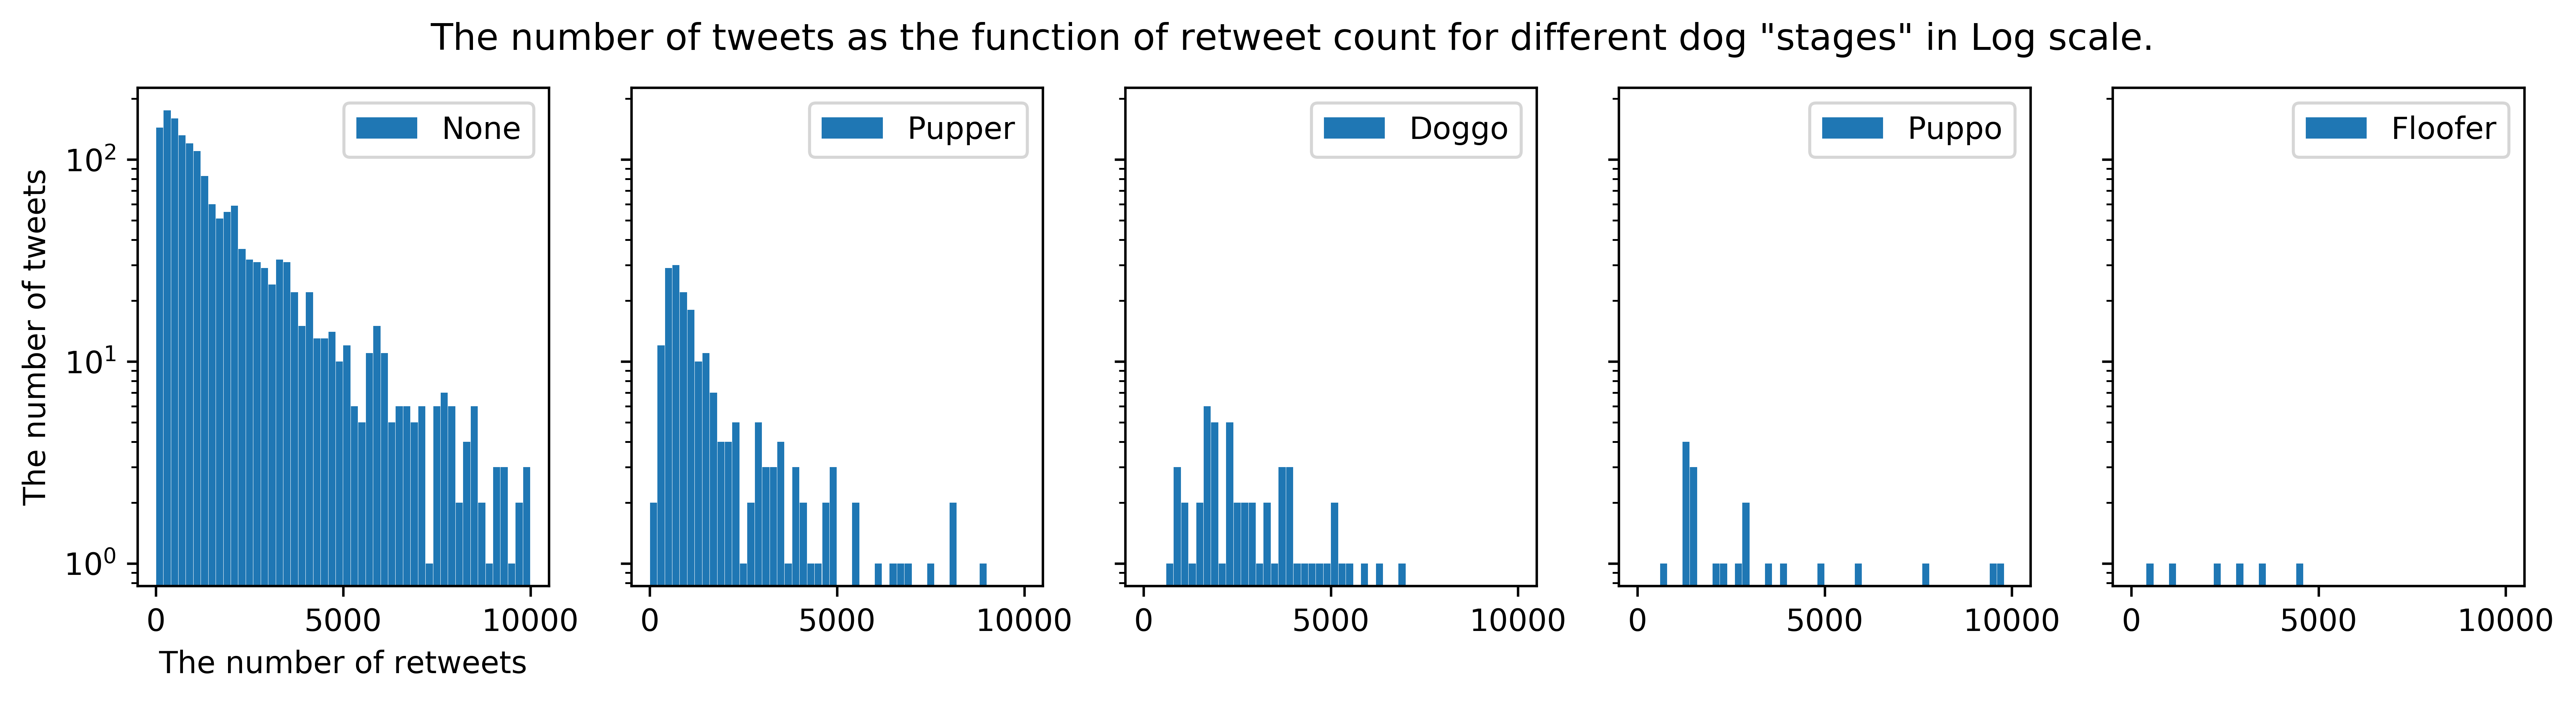 The number of tweets as the function of retweet count for different dog "stages" in Log scale.
None
Pupper
Doggo
Puppo
Floofer
The number of tweets
10²
10¹
10⁰
0 5000 10000
0 5000 10000
0 5000 10000
0 5000 10000
0 5000 10000
The number of retweets